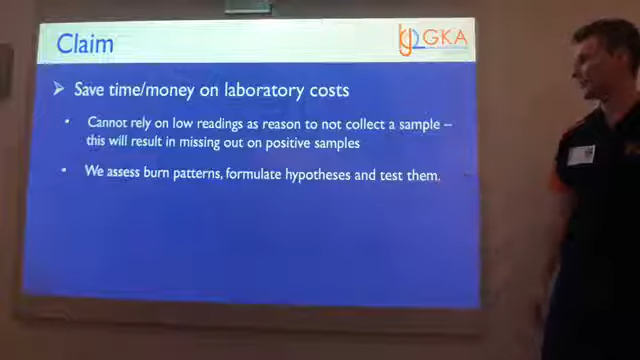 Claim
GKA
➤ Save time/money on laboratory costs
• Cannot rely on low readings as reason to not collect a sample –
this will result in missing out on positive samples
• We assess burn patterns, formulate hypotheses and test them.